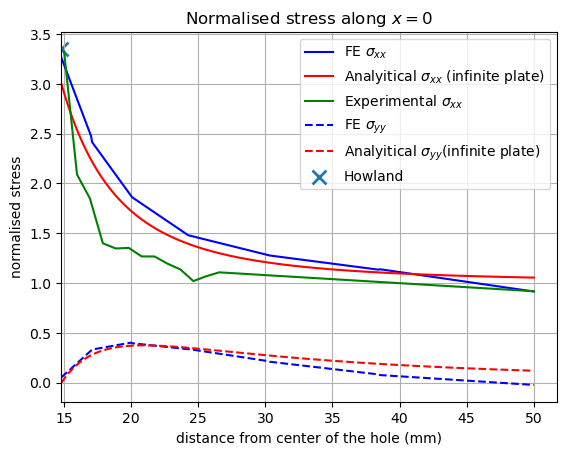 Normalised stress along x = 0
normalised stress
3.5
3.0
2.5
2.0
1.5
1.0
0.5
0.0
FE σxx
Analyitical σxx (infinite plate)
Experimental σxx
FE σyy
Analyitical σyy(infinite plate)
Howland
15 20 25 30 35 40 45 50
distance from center of the hole (mm)